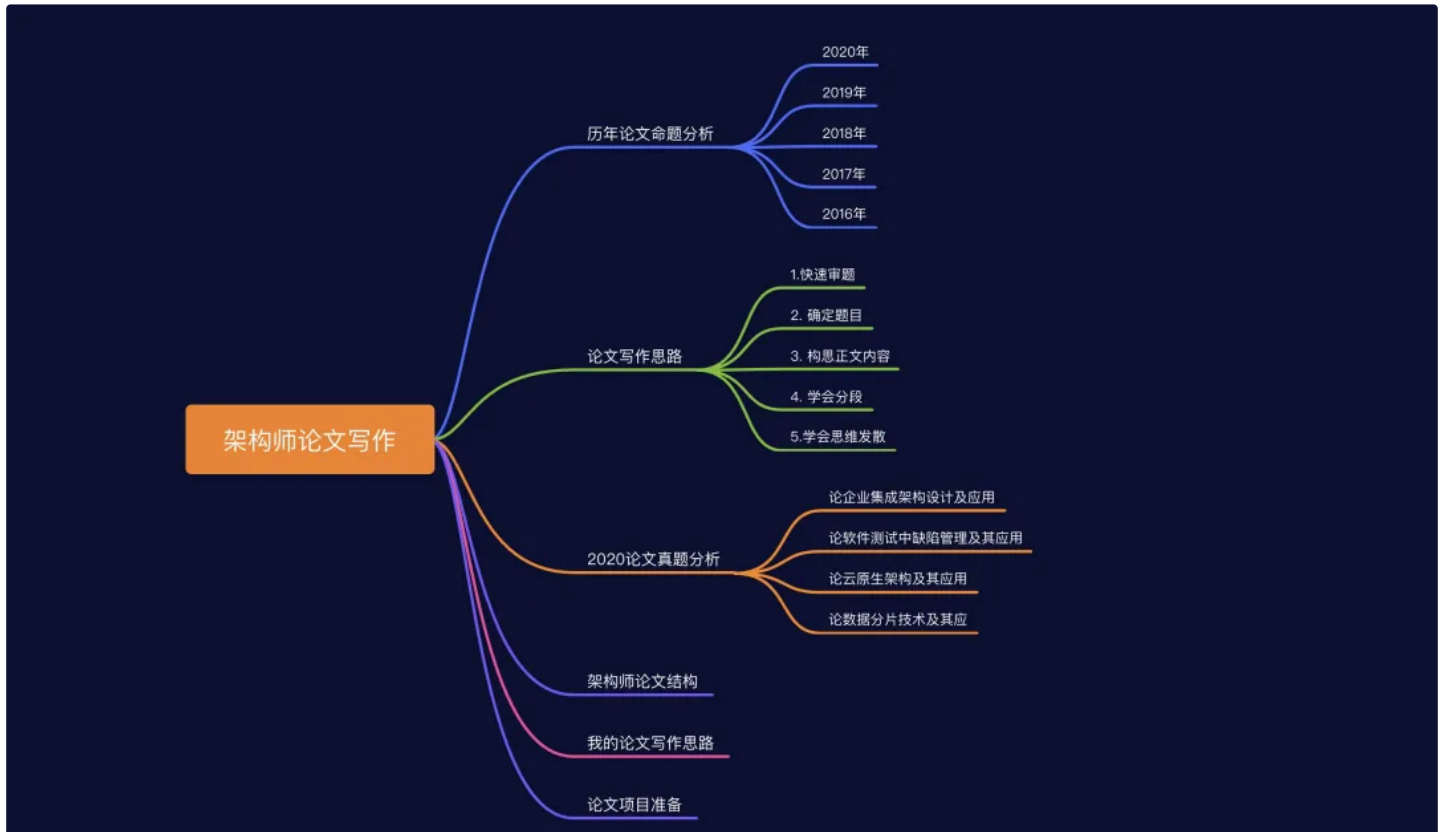 架构师论文写作
历年论文命题分析
2020年
2019年
2018年
2017年
2016年
论文写作思路
1.快速审题
2. 确定题目
3. 构思正文内容
4. 学会分段
5.学会思维发散
2020论文真题分析
论企业集成架构设计及应用
论软件测试中缺陷管理及其应用
论云原生架构及其应用
论数据分片技术及其应
架构师论文结构
我的论文写作思路
论文项目准备